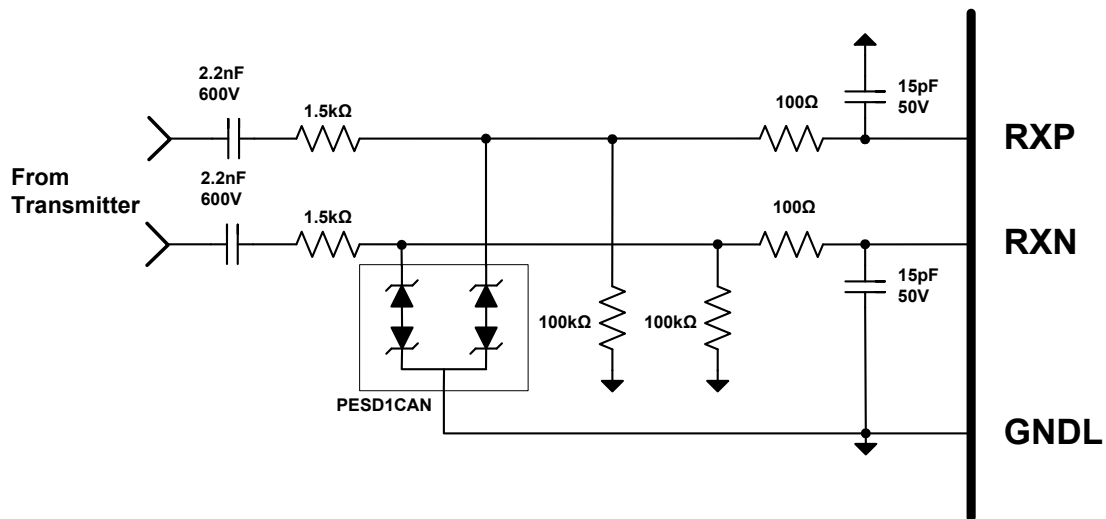 2.2nF
600V
1.5kΩ
100Ω
15pF
50V
RXP
From
Transmitter
2.2nF
600V
1.5kΩ
100Ω
RXN
15pF
50V
100kΩ
100kΩ
PESD1CAN
GNDL